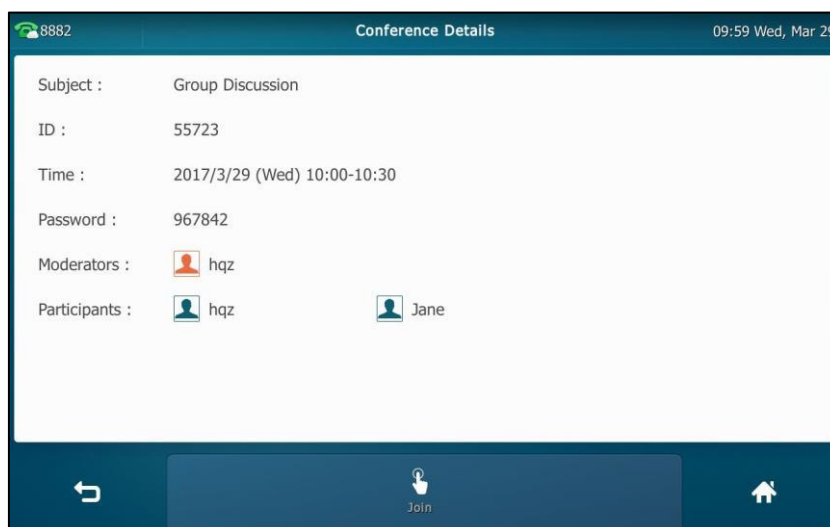 8882 Conference Details 09:59 Wed, Mar 29
Subject : Group Discussion
ID : 55723
Time : 2017/3/29 (Wed) 10:00-10:30
Password : 967842
Moderators : hqz
Participants : hqz Jane
Join